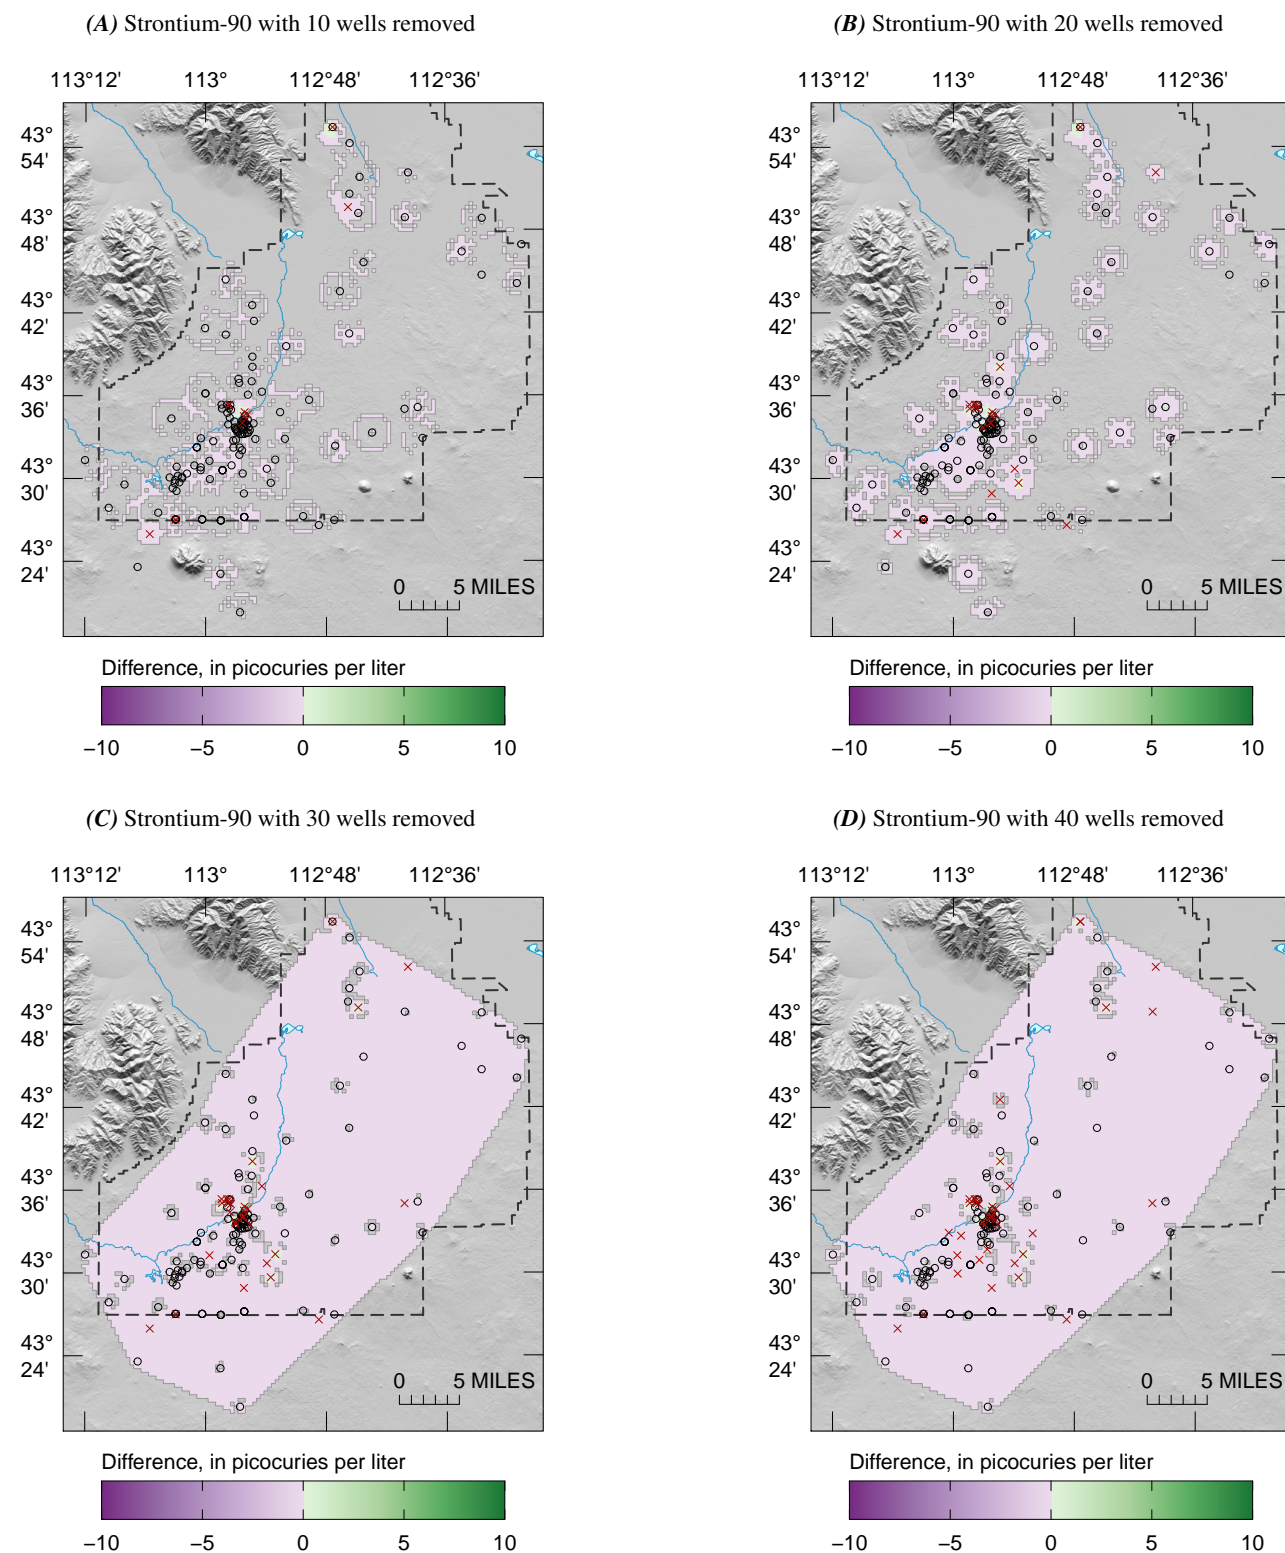 (A) Strontium-90 with 10 wells removed
113°12' 113° 112°48' 112°36'
43°
54'
43°
48'
43°
42'
43°
36'
43°
30'
43°
24'
0 5 MILES
Difference, in picocuries per liter
−10 −5 0 5 10
(B) Strontium-90 with 20 wells removed
113°12' 113° 112°48' 112°36'
43°
54'
43°
48'
43°
42'
43°
36'
43°
30'
43°
24'
0 5 MILES
Difference, in picocuries per liter
−10 −5 0 5 10
(C) Strontium-90 with 30 wells removed
113°12' 113° 112°48' 112°36'
43°
54'
43°
48'
43°
42'
43°
36'
43°
30'
43°
24'
0 5 MILES
Difference, in picocuries per liter
−10 −5 0 5 10
(D) Strontium-90 with 40 wells removed
113°12' 113° 112°48' 112°36'
43°
54'
43°
48'
43°
42'
43°
36'
43°
30'
43°
24'
0 5 MILES
Difference, in picocuries per liter
−10 −5 0 5 10